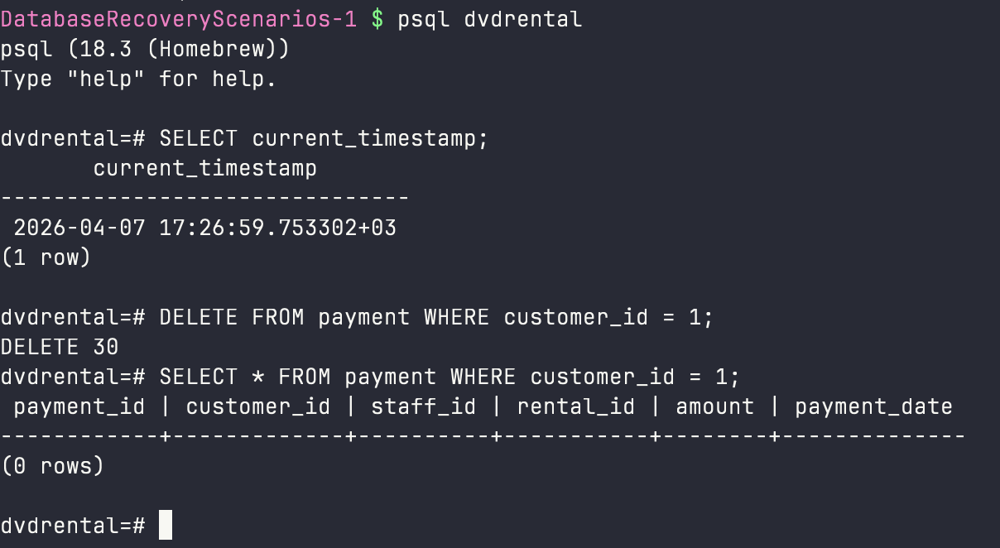 DatabaseRecoveryScenarios-1 $ psql dvdrental
psql (18.3 (Homebrew))
Type "help" for help.
dvdrental=# SELECT current_timestamp;
current_timestamp
-------------------------------
2026-04-07 17:26:59.753302+03
(1 row)
dvdrental=# DELETE FROM payment WHERE customer_id = 1;
DELETE 30
dvdrental=# SELECT * FROM payment WHERE customer_id = 1;
payment_id | customer_id | staff_id | rental_id | amount | payment_date
------------+-------------+----------+-----------+--------+--------------
(0 rows)
dvdrental=#